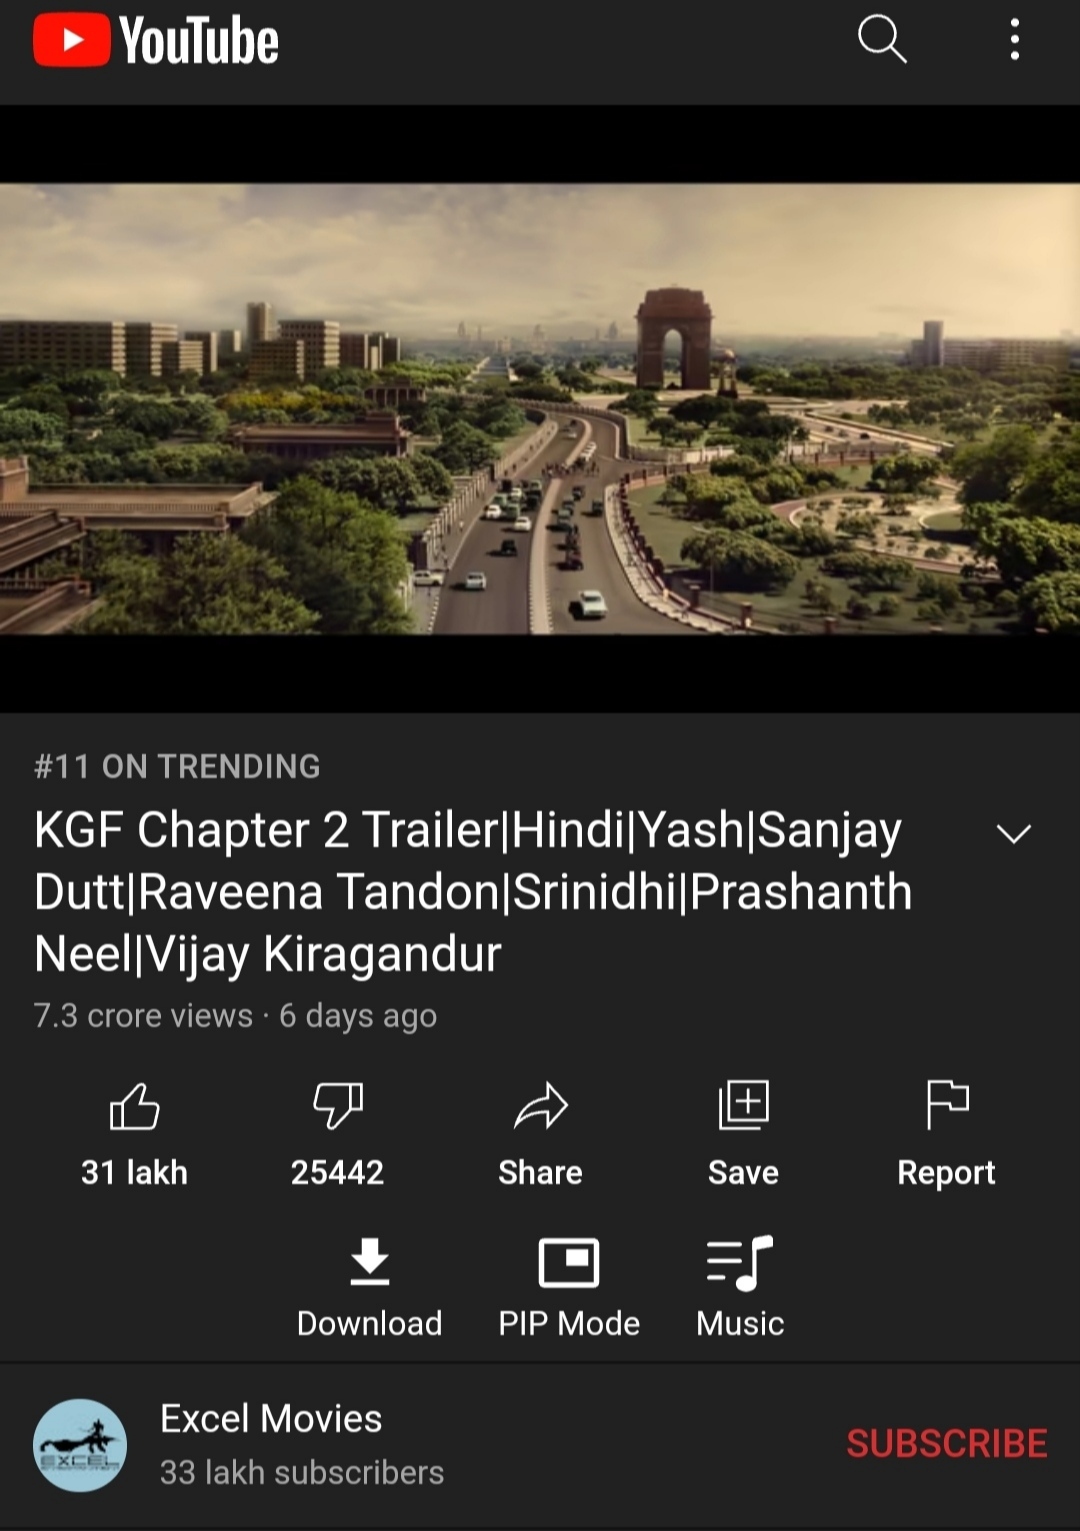 YouTube
#11 ON TRENDING
KGF Chapter 2 Trailer|Hindi|Yash|Sanjay
Dutt|Raveena Tandon|Srinidhi|Prashanth
Neel|Vijay Kiragandur
7.3 crore views · 6 days ago
31 lakh 25442 Share Save Report
Download PIP Mode Music
Excel Movies
33 lakh subscribers
SUBSCRIBE
EXCEL